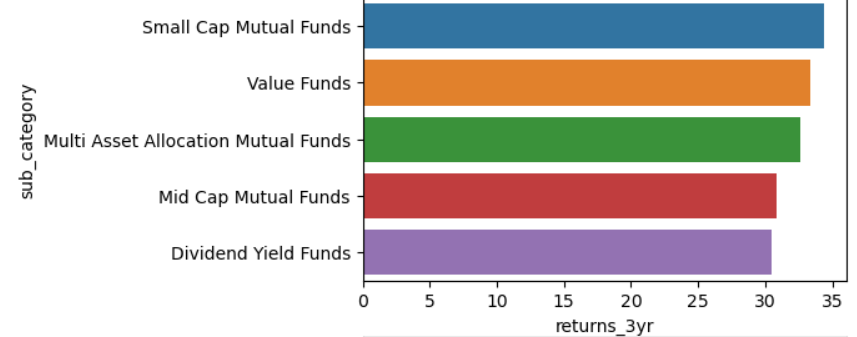 Small Cap Mutual Funds
Value Funds
Multi Asset Allocation Mutual Funds
Mid Cap Mutual Funds
Dividend Yield Funds
sub_category
0 5 10 15 20 25 30 35
returns_3yr